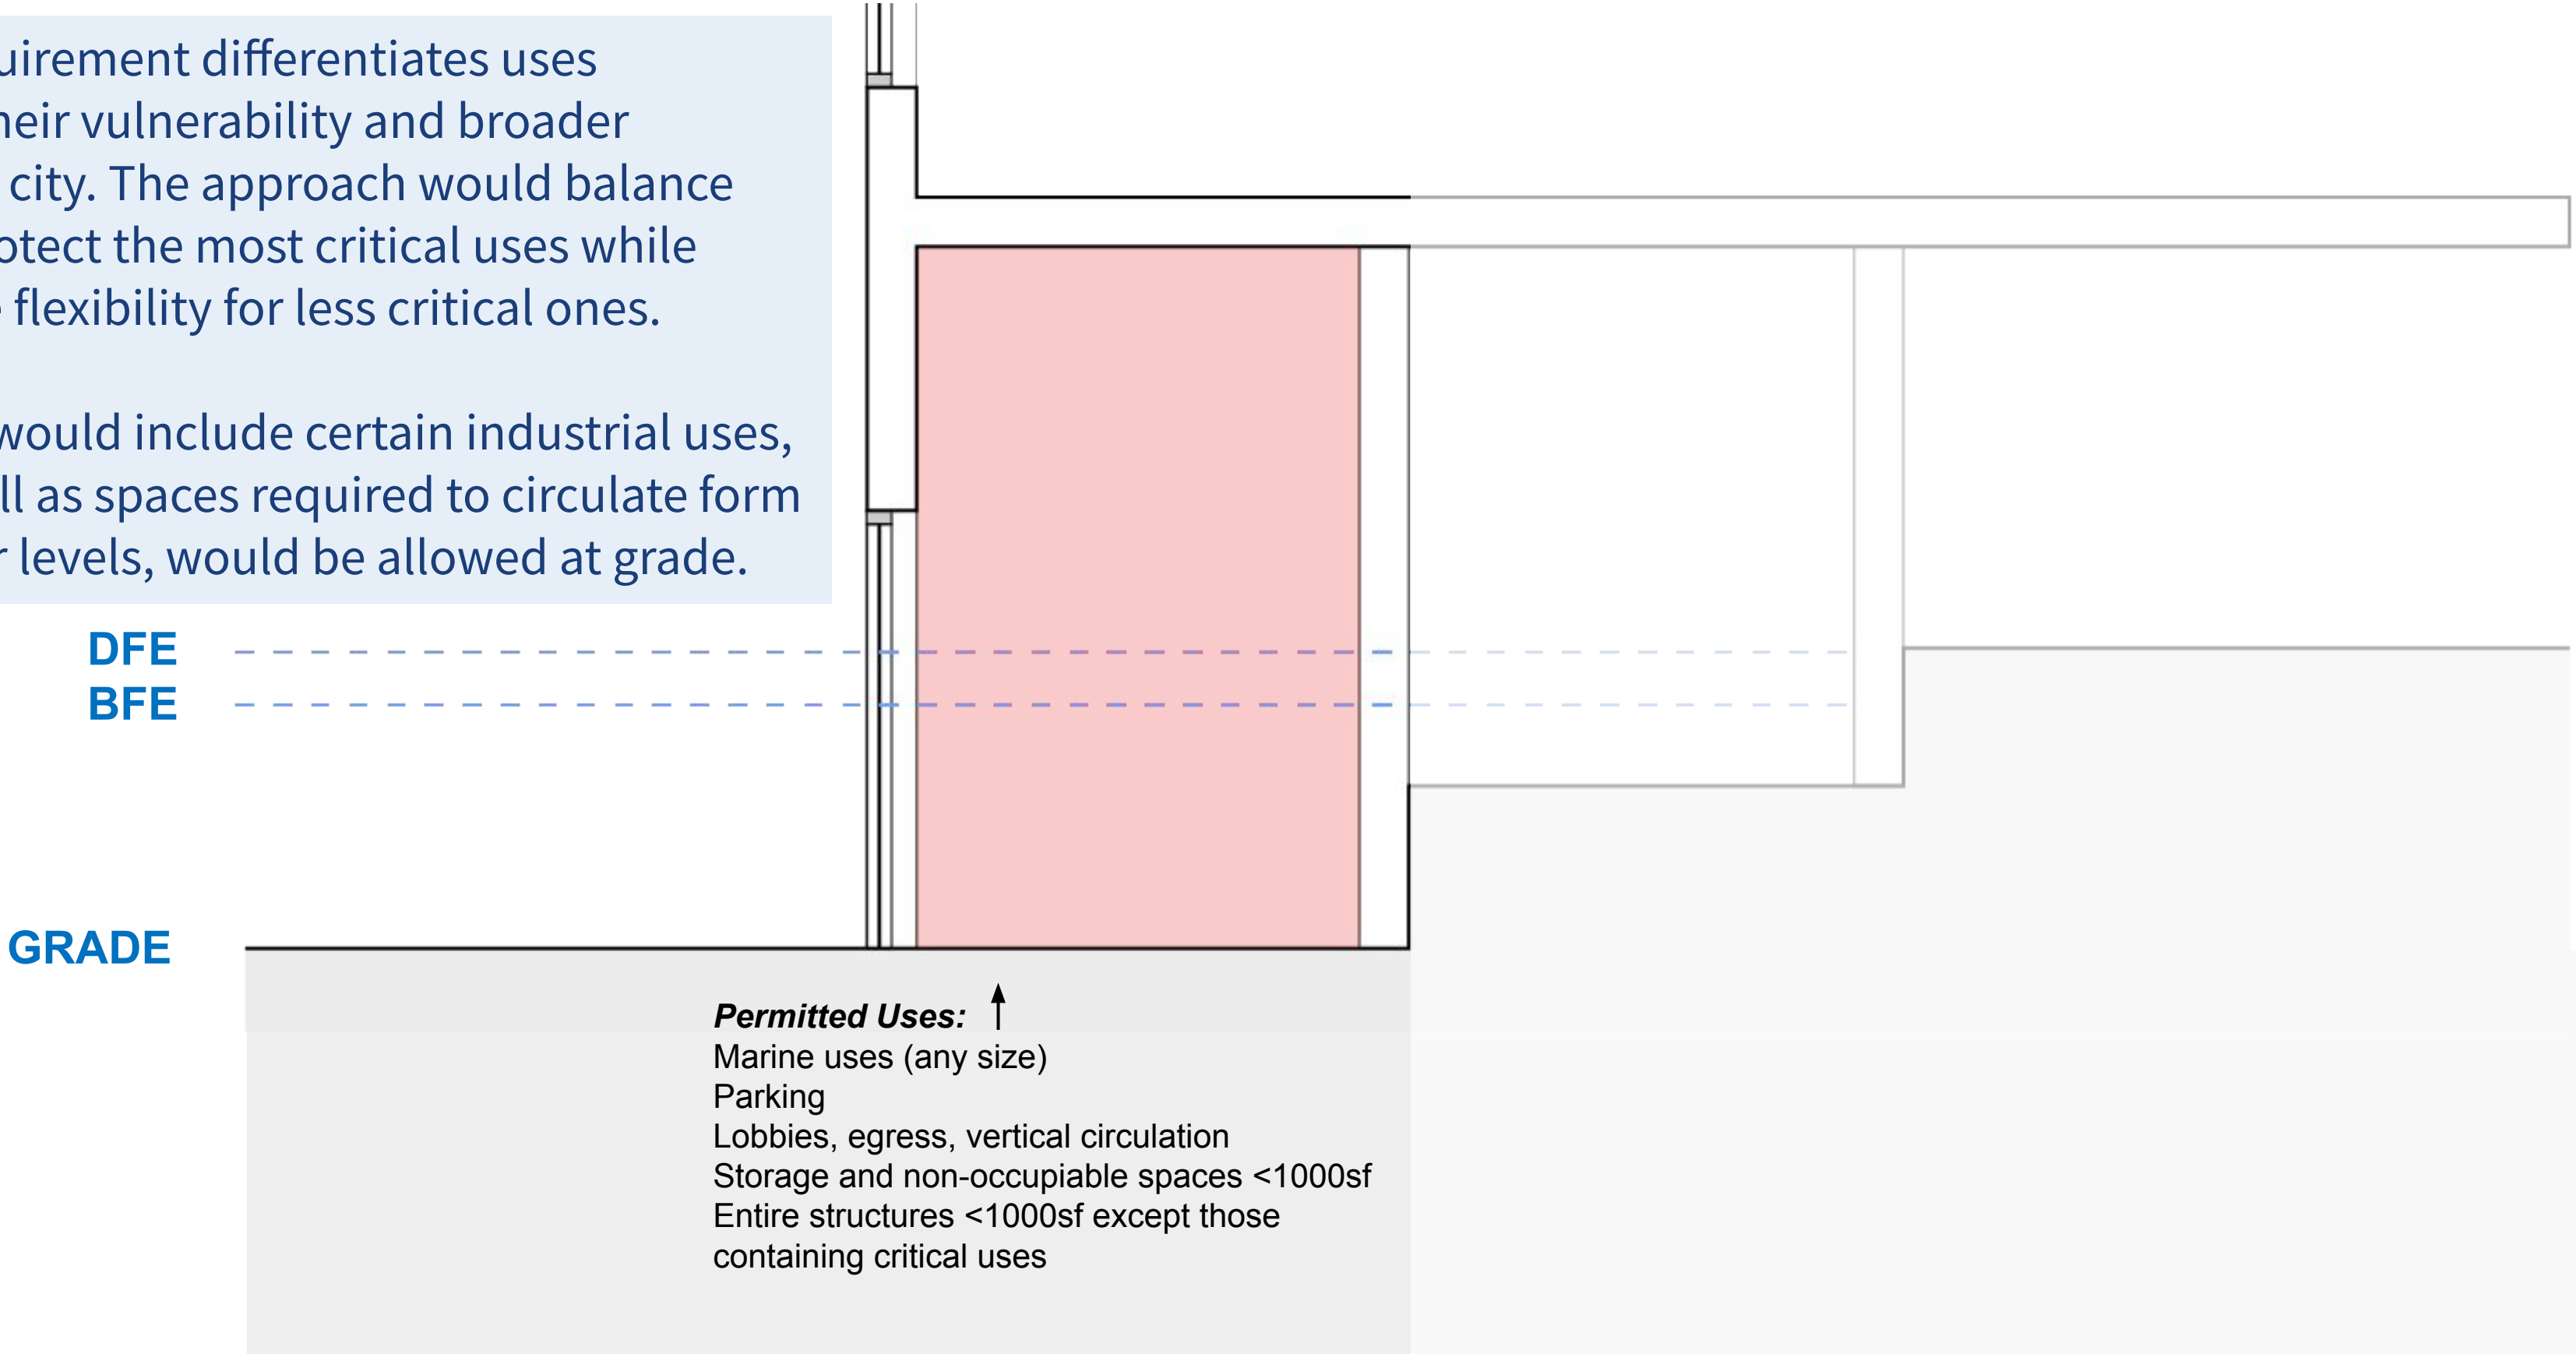 uirement differentiates uses
heir vulnerability and broader
city. The approach would balance
otect the most critical uses while
flexibility for less critical ones.
would include certain industrial uses,
ll as spaces required to circulate form
r levels, would be allowed at grade.
DFE
BFE
GRADE
Permitted Uses:
Marine uses (any size)
Parking
Lobbies, egress, vertical circulation
Storage and non-occupiable spaces <1000sf
Entire structures <1000sf except those
containing critical uses